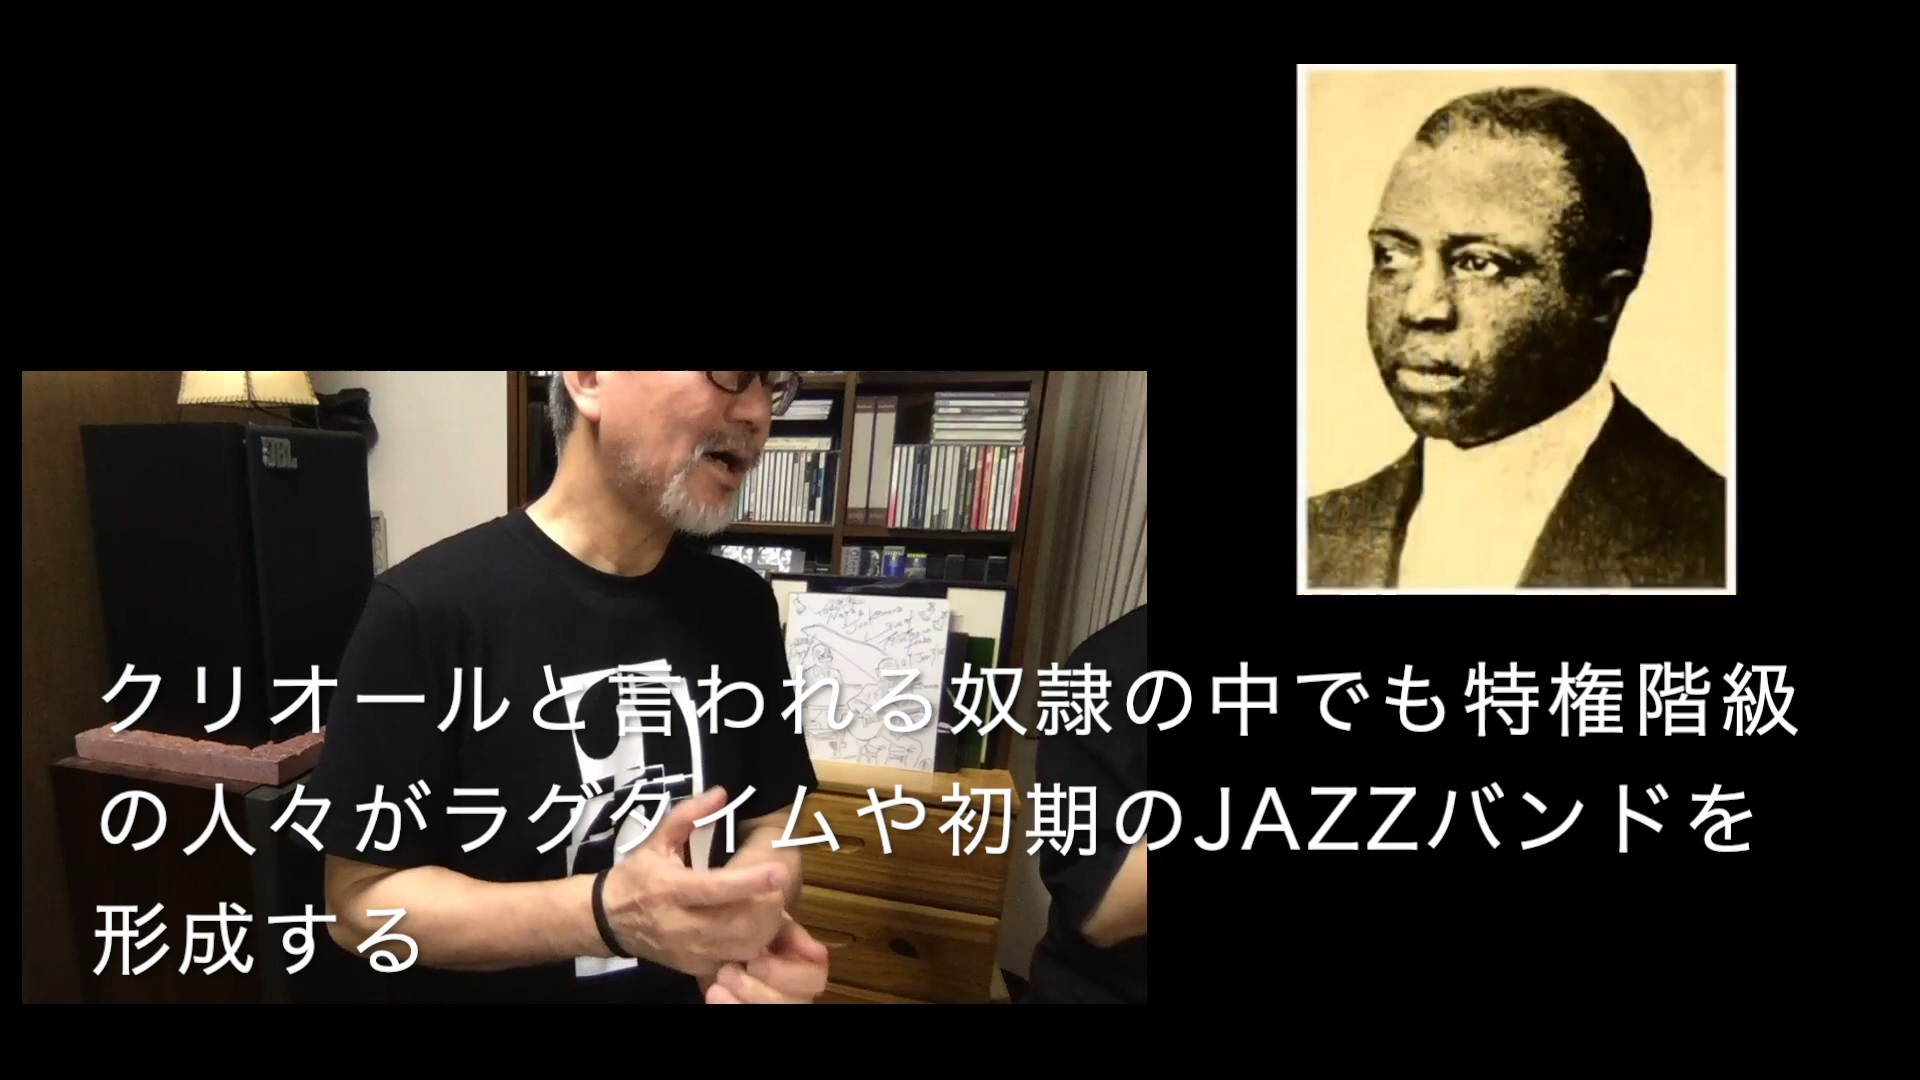 JBL
クリオールと言われる奴隷の中でも特権階級
の人々がラグタイムや初期のJAZZバンドを
形成する